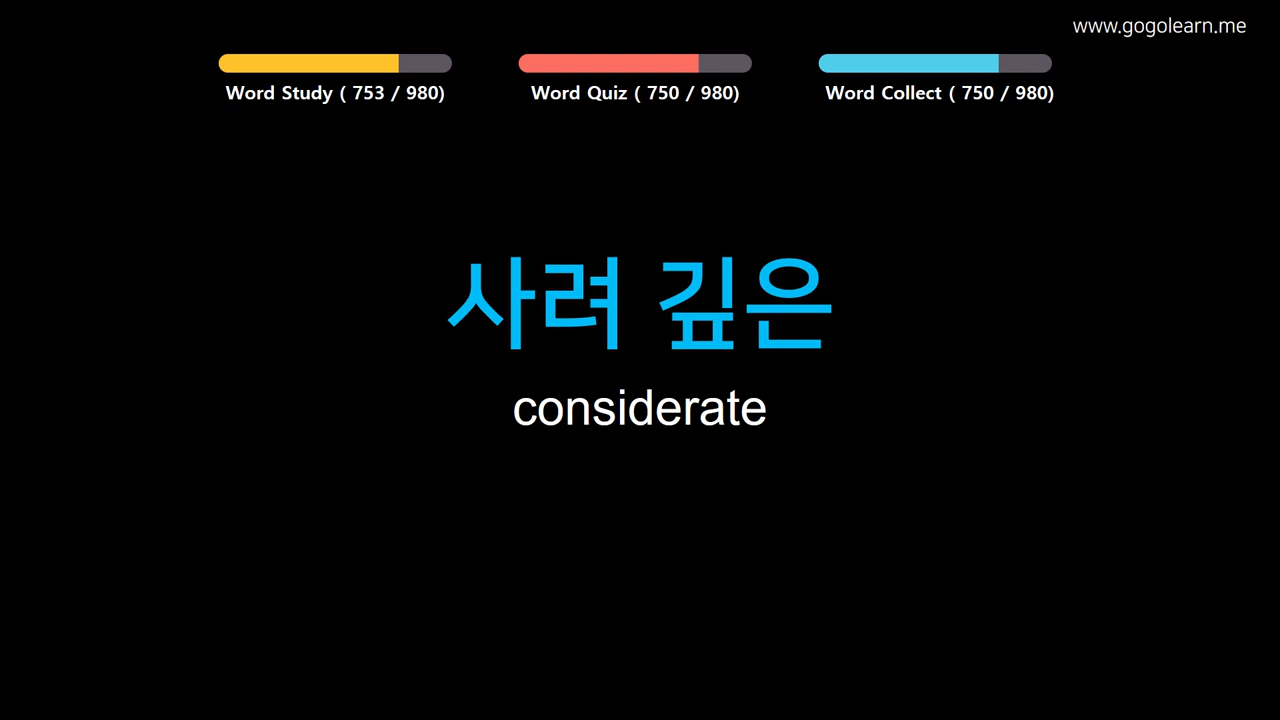 www.gogolearn.me
Word Study ( 753 / 980)
Word Quiz ( 750 / 980)
Word Collect ( 750 / 980)
사려 깊은
considerate